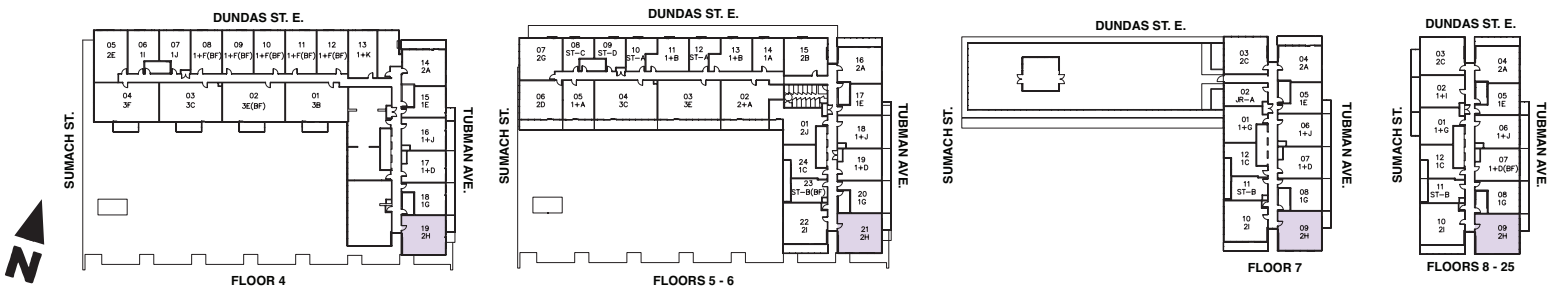 DUNDAS ST. E.
05
2E
06
1I
07
1J
08
1+F(BF)
09
1+F(BF)
10
1+F(BF)
11
1+F(BF)
12
1+F(BF)
13
1+K
14
2A
04
3F
03
3C
02
3E(BF)
01
3B
15
1E
16
1+J
17
1+D
18
1G
19
2H
SUMACH ST.
TUBMAN AVE.
N
FLOOR 4
DUNDAS ST. E.
07
2G
08
ST-C
09
ST-D
10
ST-A
11
1+B
12
ST-A
13
1+B
14
1A
15
2B
16
2A
06
2D
05
1+A
04
3C
03
3E
02
2+A
17
1E
01
2J
18
1+J
24
1C
19
1+D
23
ST-B(BF)
20
1G
22
2I
21
2H
SUMACH ST.
TUBMAN AVE.
FLOORS 5 - 6
DUNDAS ST. E.
03
2C
04
2A
02
JR-A
05
1E
01
1+G
06
1+J
12
1C
07
1+D
11
ST-B
08
1G
10
2I
09
2H
SUMACH ST.
TUBMAN AVE.
FLOOR 7
DUNDAS ST. E.
03
2C
04
2A
02
1+I
05
1E
01
1+G
06
1+J
12
1C
07
1+D(BF)
11
ST-B
08
1G
10
2I
09
2H
SUMACH ST.
TUBMAN AVE.
FLOORS 8 - 25